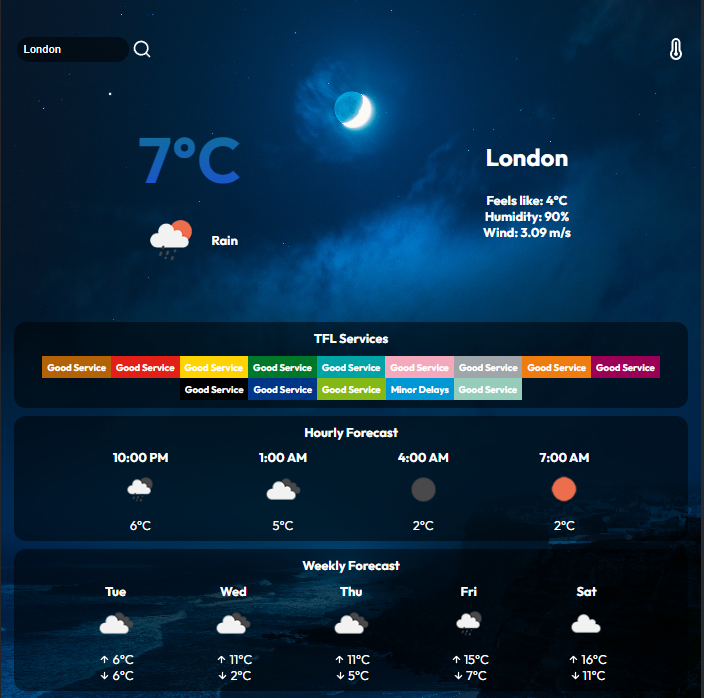 London
7°C
London
Feels like: 4°C
Humidity: 90%
Wind: 3.09 m/s
Rain
TFL Services
Good Service Good Service Good Service Good Service Good Service Good Service Good Service Good Service Good Service
Good Service Good Service Good Service Minor Delays Good Service
Hourly Forecast
10:00 PM 1:00 AM 4:00 AM 7:00 AM
6°C 5°C 2°C 2°C
Weekly Forecast
Tue Wed Thu Fri Sat
↑ 6°C ↑ 11°C ↑ 11°C ↑ 15°C ↑ 16°C
↓ 6°C ↓ 2°C ↓ 5°C ↓ 7°C ↓ 11°C